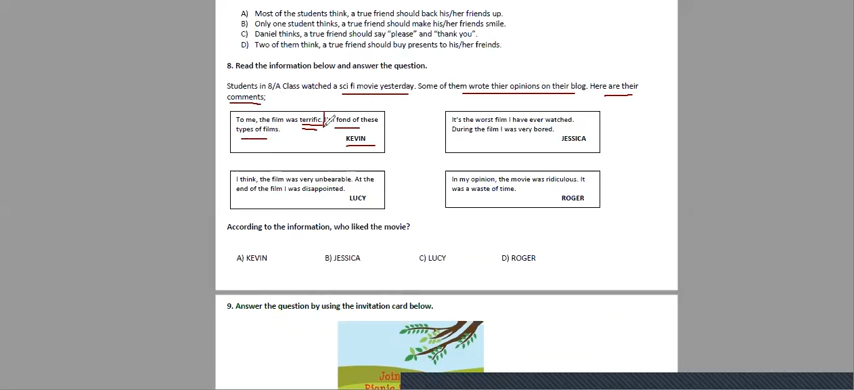 A) Most of the students think, a true friend should back his/her friends up.
B) Only one student thinks, a true friend should make his/her friends smile.
C) Daniel thinks, a true friend should say "please" and "thank you".
D) Two of them think, a true friend should buy presents to his/her freinds.
8. Read the information below and answer the question.
Students in 8/A Class watched a sci fi movie yesterday. Some of them wrote thier opinions on their blog. Here are their
comments;
To me, the film was terrific. fond of these
types of films.
KEVIN
It's the worst film I have ever watched.
During the film I was very bored.
JESSICA
I think, the film was very unbearable. At the
end of the film I was disappointed.
LUCY
In my opinion, the movie was ridiculous. It
was a waste of time.
ROGER
According to the information, who liked the movie?
A) KEVIN B) JESSICA C) LUCY D) ROGER
9. Answer the question by using the invitation card below.
Join
Picnic